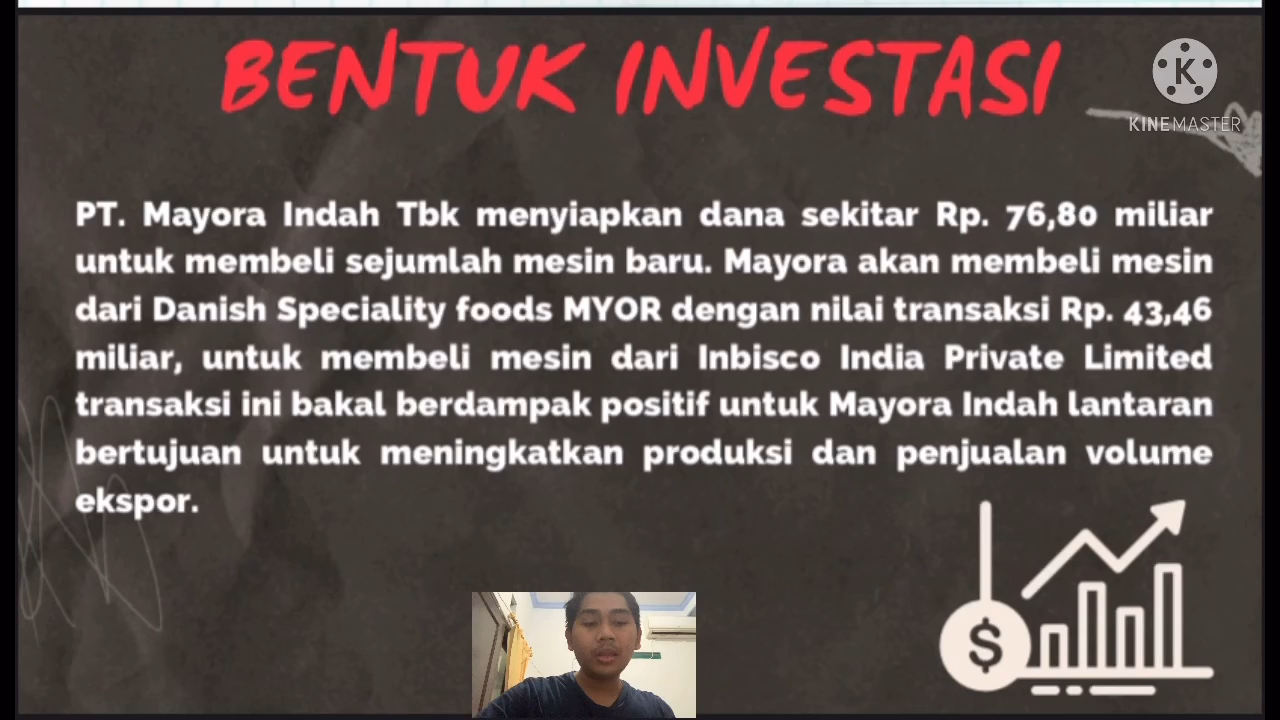 BENTUK INVESTASI
K
KINEMASTER
PT. Mayora Indah Tbk menyiapkan dana sekitar Rp. 76,80 miliar
untuk membeli sejumlah mesin baru. Mayora akan membeli mesin
dari Danish Speciality foods MYOR dengan nilai transaksi Rp. 43,46
miliar, untuk membeli mesin dari Inbisco India Private Limited
transaksi ini bakal berdampak positif untuk Mayora Indah lantaran
bertujuan untuk meningkatkan produksi dan penjualan volume
ekspor.
$